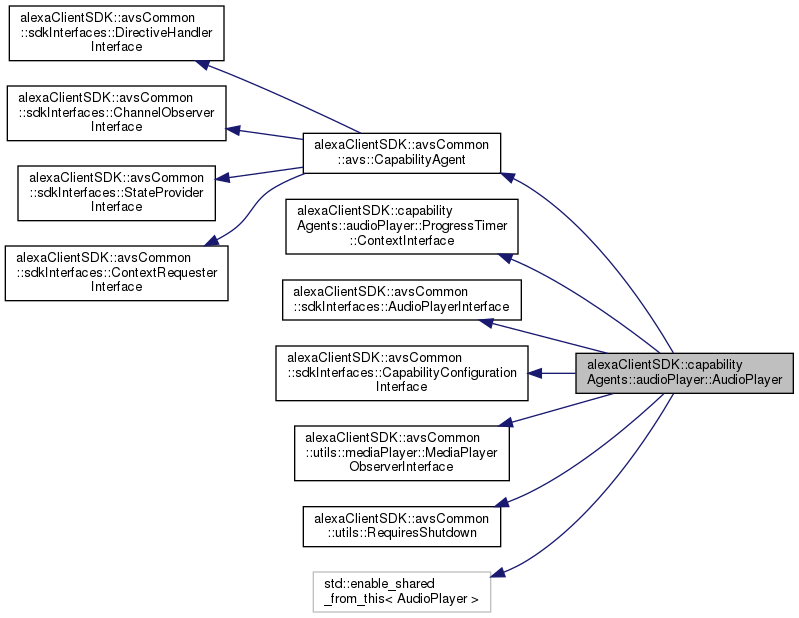 alexaClientSDK::avsCommon
::sdkInterfaces::DirectiveHandler
Interface
alexaClientSDK::avsCommon
::sdkInterfaces::ChannelObserver
Interface
alexaClientSDK::avsCommon
::sdkInterfaces::StateProvider
Interface
alexaClientSDK::avsCommon
::sdkInterfaces::ContextRequester
Interface
alexaClientSDK::avsCommon
::avs::CapabilityAgent
alexaClientSDK::capability
Agents::audioPlayer::ProgressTimer
::ContextInterface
alexaClientSDK::avsCommon
::sdkInterfaces::AudioPlayerInterface
alexaClientSDK::avsCommon
::sdkInterfaces::CapabilityConfiguration
Interface
alexaClientSDK::avsCommon
::utils::mediaPlayer::MediaPlayer
ObserverInterface
alexaClientSDK::avsCommon
::utils::RequiresShutdown
std::enable_shared
_from_this< AudioPlayer >
alexaClientSDK::capability
Agents::audioPlayer::AudioPlayer